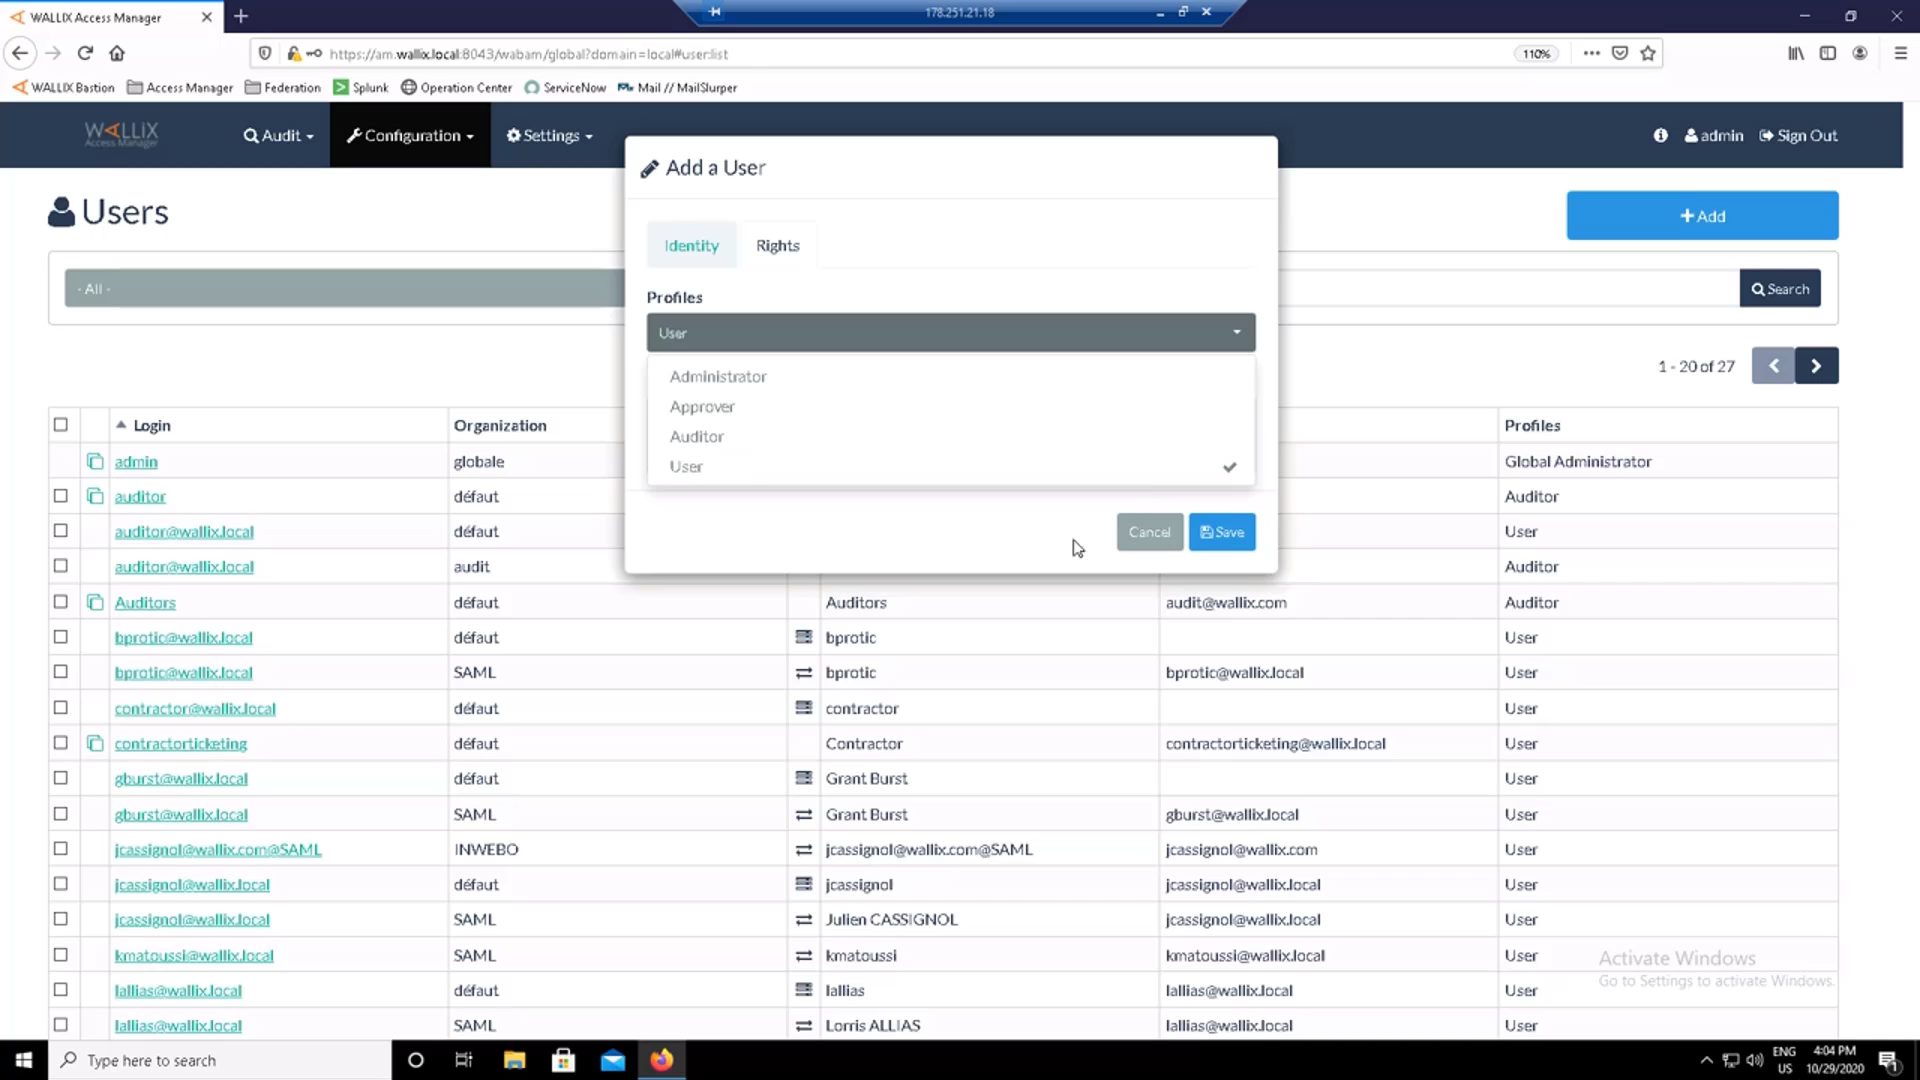 WALLIX Access Manager
178.251.21.18
https://am.wallix.local:8043/wabam/global?domain=local#user:list
110%
WALLIX Bastion Access Manager Federation Splunk Operation Center ServiceNow Mail // MailSlurper
WALLIX
Access Manager
Audit Configuration Settings admin Sign Out
Add a User
Users
+ Add
Identity Rights
- All -
Search
Profiles
User
Administrator
Approver
Auditor
User
1 - 20 of 27
Cancel Save
Login Organization Profiles
admin globale Global Administrator
auditor défaut Auditor
auditor@wallix.local défaut User
auditor@wallix.local audit Auditor
Auditors défaut Auditors audit@wallix.com Auditor
bprotic@wallix.local défaut bprotic User
bprotic@wallix.local SAML bprotic bprotic@wallix.local User
contractor@wallix.local défaut contractor User
contractorticketing défaut Contractor contractorticketing@wallix.local User
gburst@wallix.local défaut Grant Burst User
gburst@wallix.local SAML Grant Burst gburst@wallix.local User
jcassignol@wallix.com@SAML INWEBO jcassignol@wallix.com@SAML jcassignol@wallix.com User
jcassignol@wallix.local défaut jcassignol jcassignol@wallix.local User
jcassignol@wallix.local SAML Julien CASSIGNOL jcassignol@wallix.local User
kmatoussi@wallix.local SAML kmatoussi kmatoussi@wallix.local User
lallias@wallix.local défaut lallias lallias@wallix.local User
lallias@wallix.local SAML Lorris ALLIAS lallias@wallix.local User
Activate Windows
Go to Settings to activate Windows.
Type here to search
ENG
US
4:04 PM
10/29/2020
1